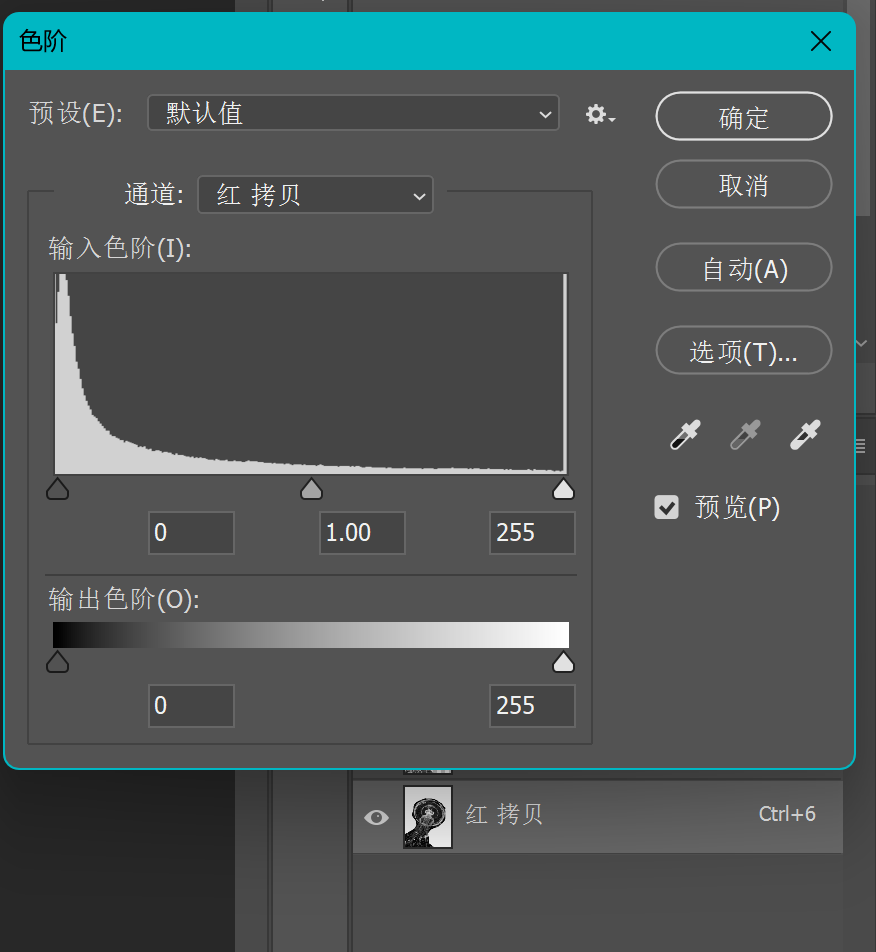 色阶
预设(E): 默认值
确定
取消
通道: 红 拷贝
输入色阶(I):
自动(A)
选项(T)...
预览(P)
0 1.00 255
输出色阶(O):
0 255
红 拷贝 Ctrl+6